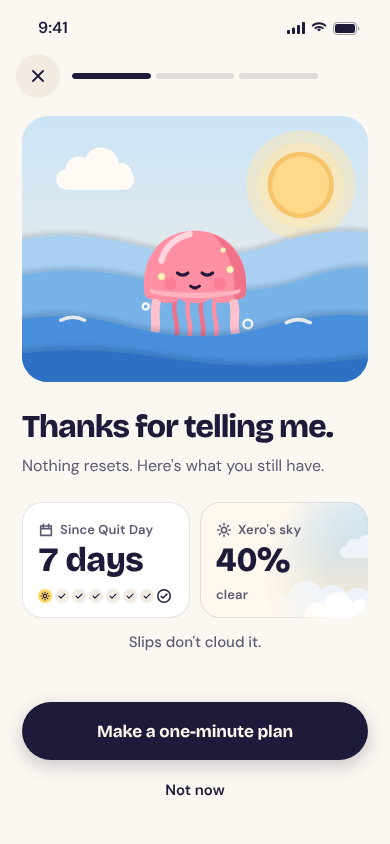 9:41
Thanks for telling me.
Nothing resets. Here's what you still have.
Since Quit Day
7 days
Xero's sky
40%
clear
Slips don't cloud it.
Make a one-minute plan
Not now